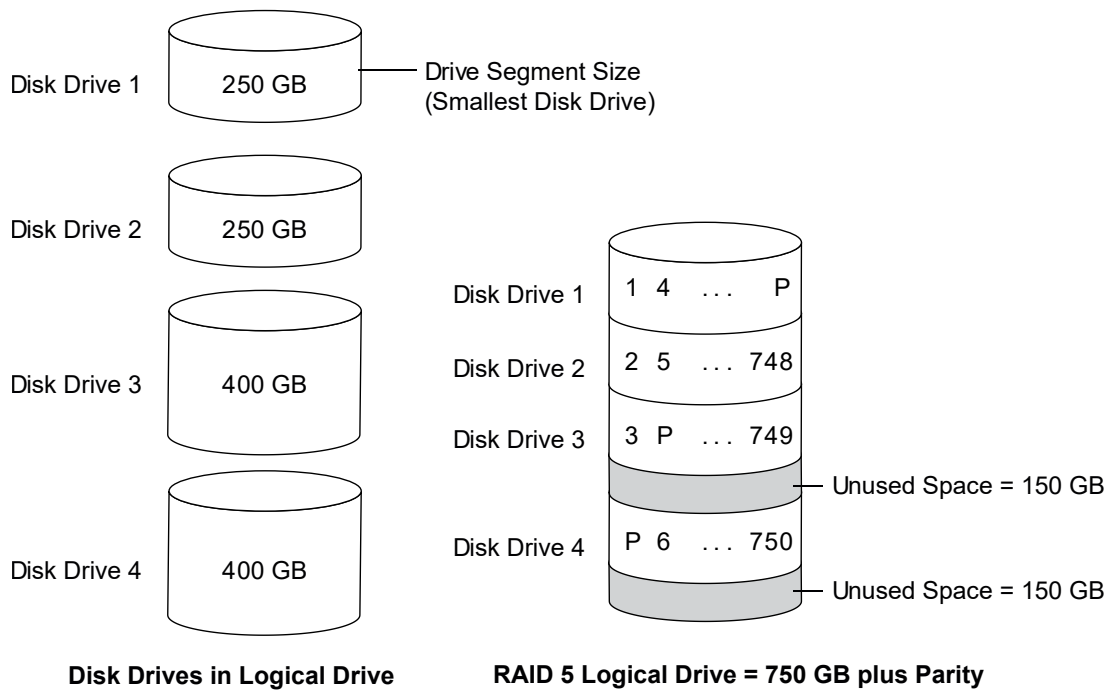 Disk Drive 1
250 GB
Drive Segment Size
(Smallest Disk Drive)
Disk Drive 2
250 GB
Disk Drive 3
400 GB
Disk Drive 4
400 GB
Disk Drives in Logical Drive
Disk Drive 1
1 4 ... P
Disk Drive 2
2 5 ... 748
Disk Drive 3
3 P ... 749
Unused Space = 150 GB
Disk Drive 4
P 6 ... 750
Unused Space = 150 GB
RAID 5 Logical Drive = 750 GB plus Parity